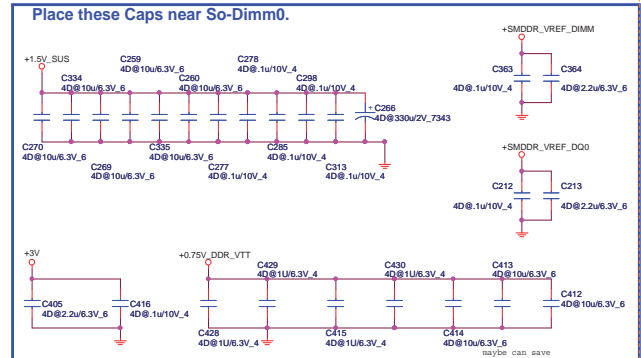 Place these Caps near So-Dimm0.
+SMDDR_VREF_DIMM
+1.5V_SUS
C259
4D@10u/6.3V_6
C278
4D@.1u/10V_4
C334
4D@10u/6.3V_6
C260
4D@10u/6.3V_6
C298
4D@.1u/10V_4
C363
4D@.1u/10V_4
C364
4D@2.2u/6.3V_6
+
C266
4D@330u/2V_7343
C270
4D@10u/6.3V_6
C335
4D@10u/6.3V_6
C285
4D@.1u/10V_4
C269
4D@10u/6.3V_6
C277
4D@.1u/10V_4
C313
4D@.1u/10V_4
+SMDDR_VREF_DQ0
C212
4D@.1u/10V_4
C213
4D@2.2u/6.3V_6
+3V
C405
4D@2.2u/6.3V_6
C416
4D@.1u/10V_4
+0.75V_DDR_VTT
C429
4D@1U/6.3V_4
C430
4D@1U/6.3V_4
C413
4D@10u/6.3V_6
C412
4D@10u/6.3V_6
C428
4D@1U/6.3V_4
C415
4D@1U/6.3V_4
C414
4D@10u/6.3V_6
maybe can save